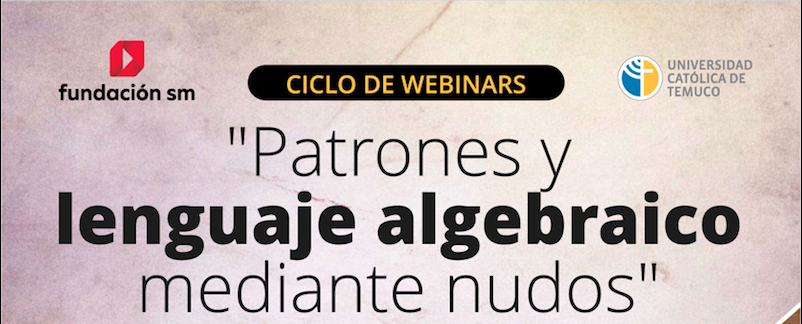 fundación sm
CICLO DE WEBINARS
UNIVERSIDAD
CATÓLICA DE
TEMUCO
"Patrones y
lenguaje algebraico
mediante nudos"